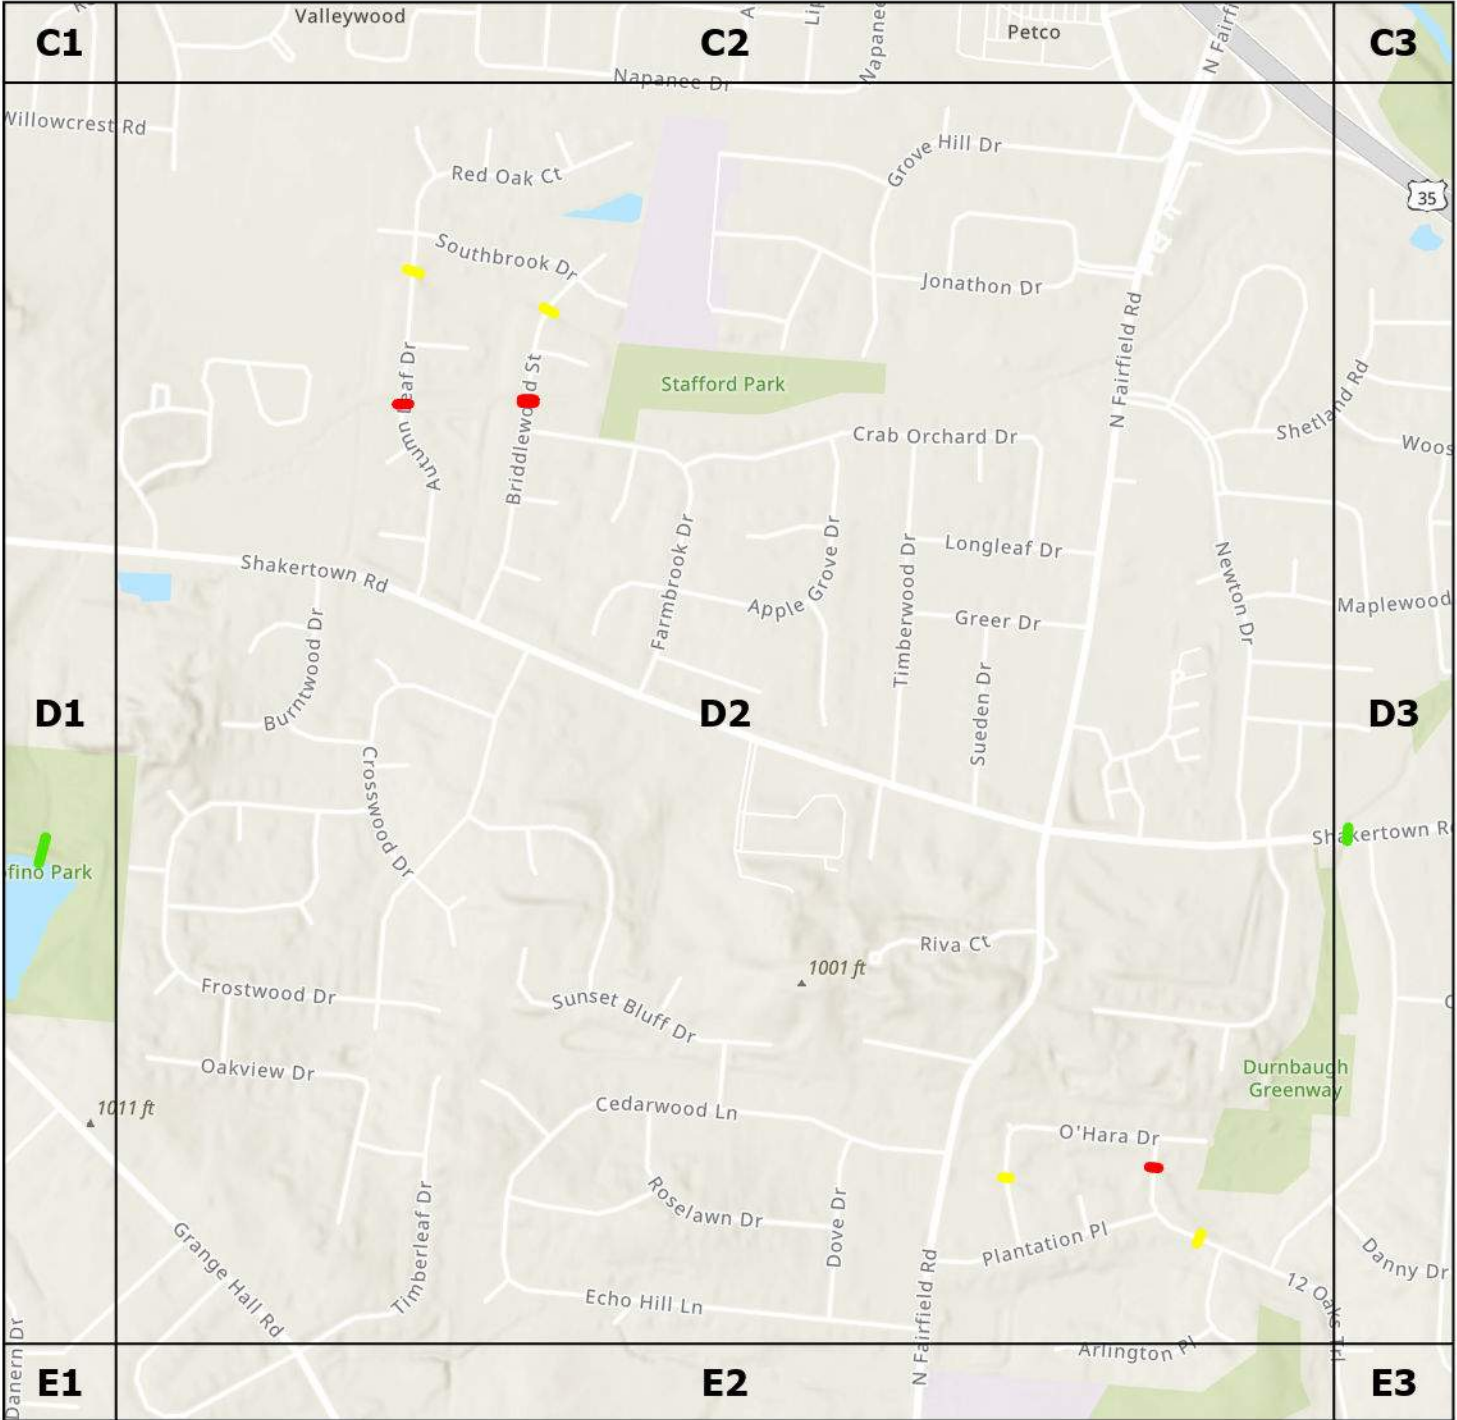 Valleywood
C1
C2
Petco
N Fairfi
C3
Napanee
Napanee Dr
Willowcrest Rd
Grove Hill Dr
Red Oak Ct
35
Southbrook Dr
Jonathon Dr
N Fairfield Rd
Autumn Leaf Dr
Briddlewood St
Stafford Park
Shetland Rd
Crab Orchard Dr
Woos
Farmbrook Dr
Apple Grove Dr
Timberwood Dr
Longleaf Dr
Newton Dr
Shakertown Rd
Maplewood
Greer Dr
Burntwood Dr
Sueden Dr
D1
D2
D3
Crosswood Dr
Shakertown R
fino Park
Riva Ct
1001 ft
Frostwood Dr
Sunset Bluff Dr
Oakview Dr
Durnbaugh
Greenway
1011 ft
Cedarwood Ln
O'Hara Dr
Roselawn Dr
Dove Dr
Timberleaf Dr
Plantation Pl
Grange Hall Rd
Danny Dr
Echo Hill Ln
12 Oaks Trl
N Fairfield Rd
Arlington Pl
Danern Dr
E1
E2
E3